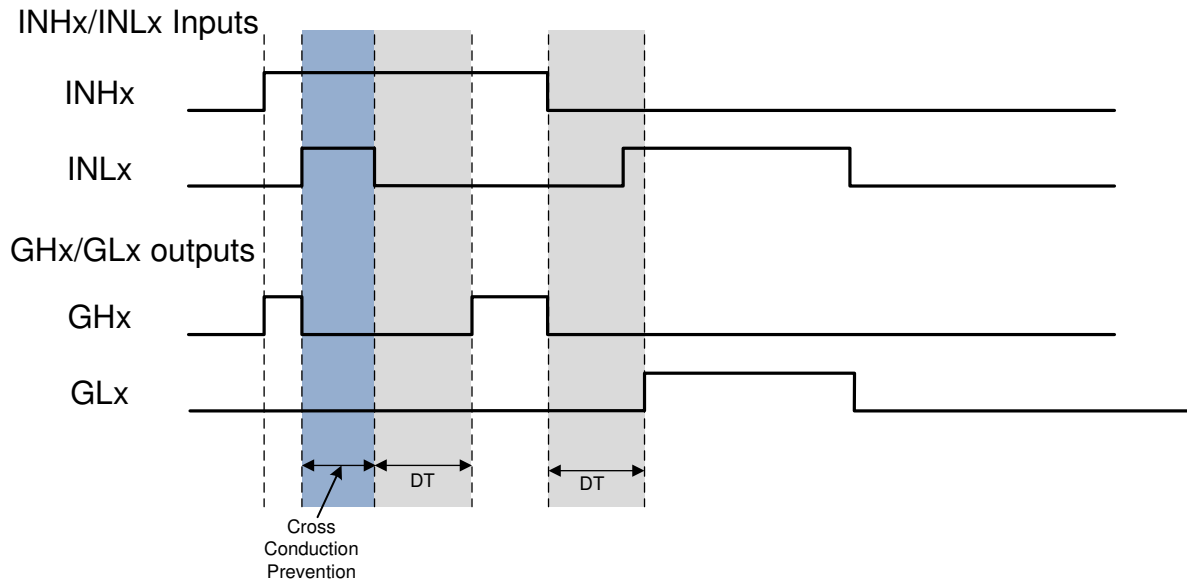 INHx/INLx Inputs
INHx
INLx
GHx/GLx outputs
GHx
GLx
DT
DT
Cross
Conduction
Prevention